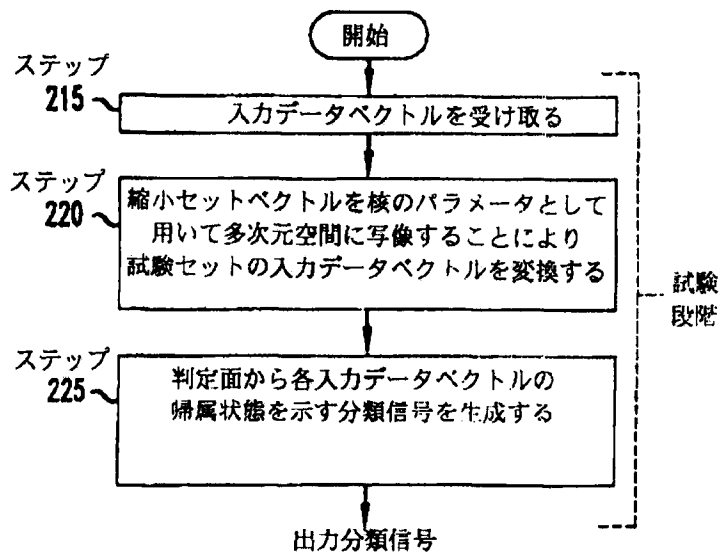 開始
ステップ
215
入力データベクトルを受け取る
ステップ
220
縮小セットベクトルを核のパラメータとして
用いて多次元空間に写像することにより
試験セットの入力データベクトルを変換する
試験
段階
ステップ
225
判定面から各入力データベクトルの
帰属状態を示す分類信号を生成する
出力分類信号